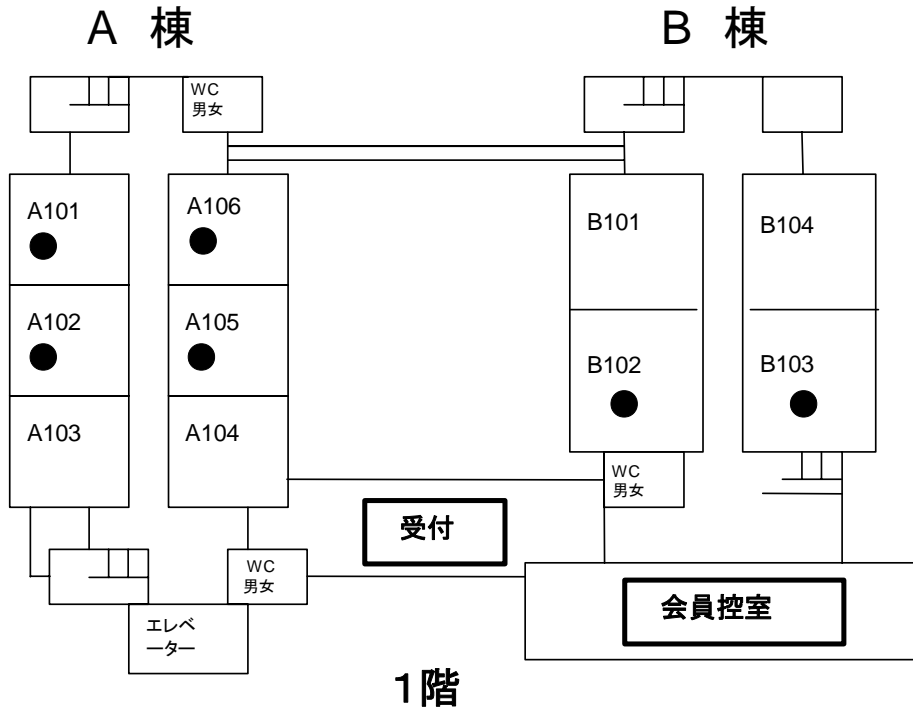 A 棟
B 棟
WC
男女
A101
A106
B101
B104
A102
A105
B102
B103
A103
A104
WC
男女
受付
WC
男女
会員控室
エレベ
ーター
1階